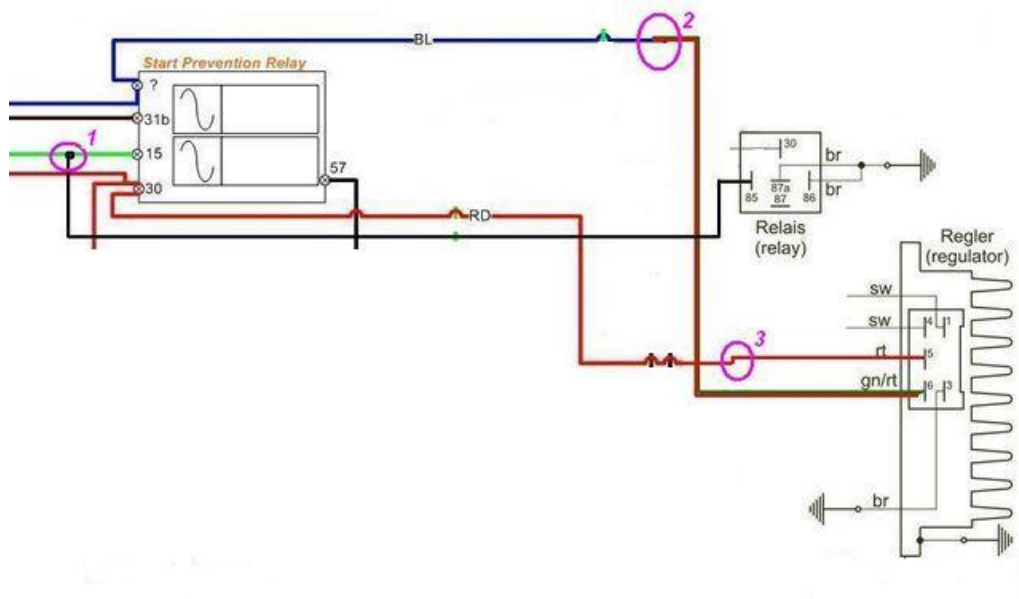 BL
2
Start Prevention Relay
?
31b
1
15
57
30
RD
30
br
87a
87
85
86
br
Relais
(relay)
Regler
(regulator)
sw
4
1
sw
3
rt
5
gn/rt
6
3
br